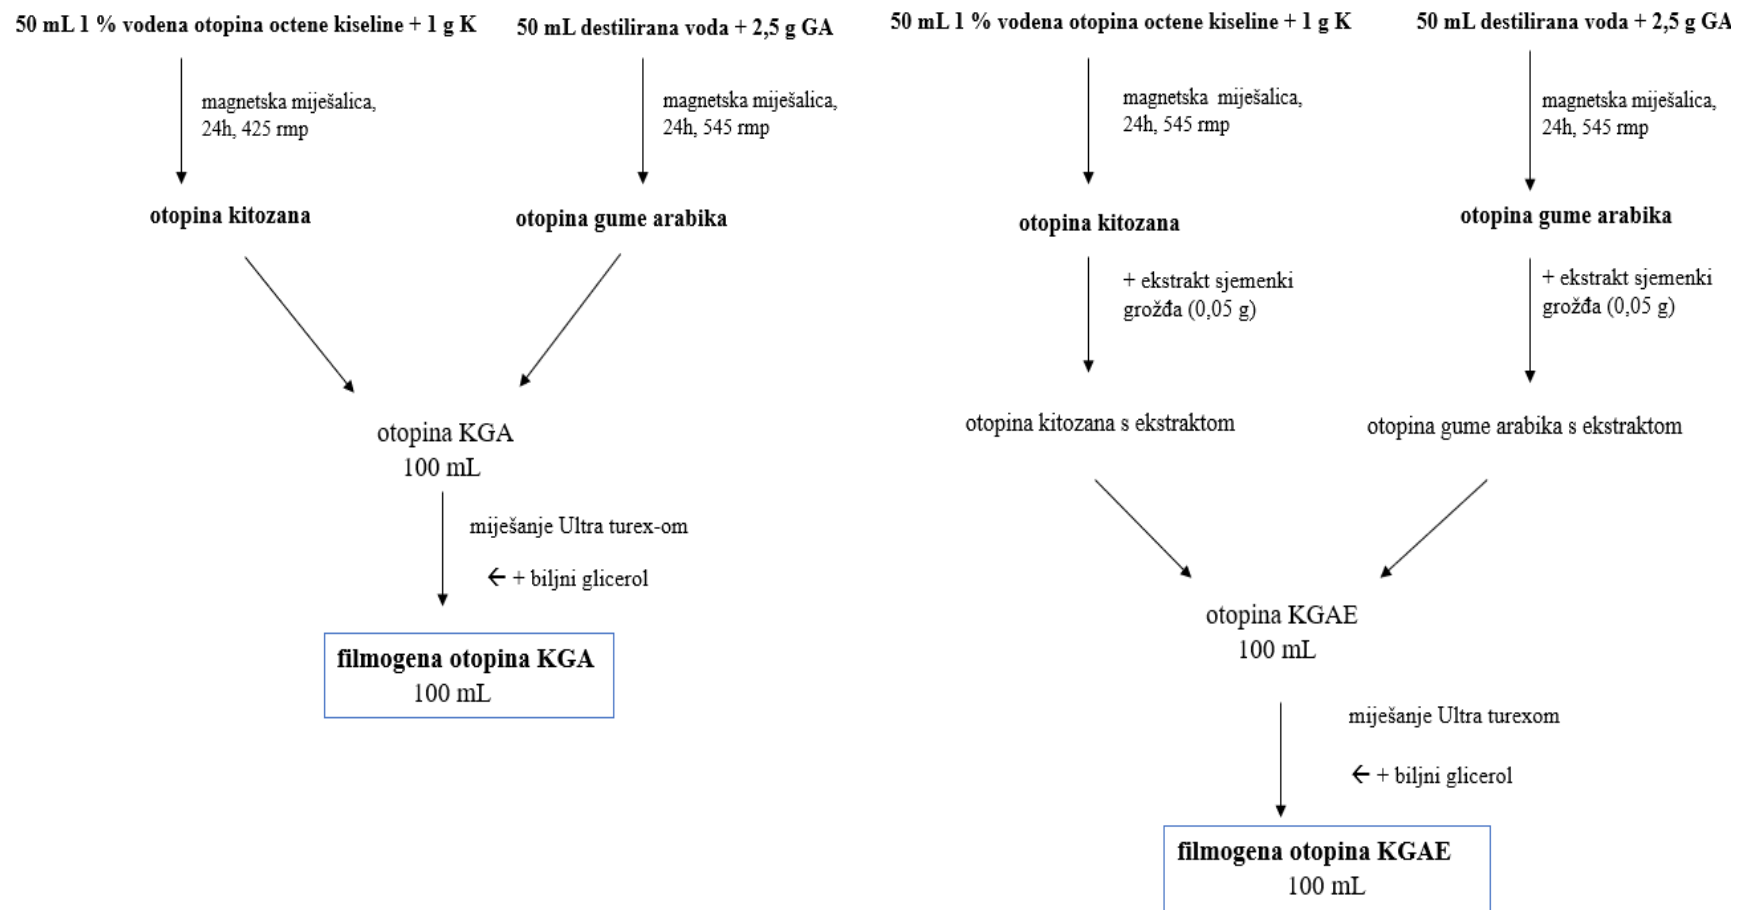 50 mL 1 % vodena otopina octene kiseline + 1 g K
50 mL destilirana voda + 2,5 g GA
magnetska miješalica,
24h, 425 rmp
magnetska miješalica,
24h, 545 rmp
otopina kitozana
otopina gume arabika
otopina KGA
100 mL
miješanje Ultra turex-om
← + biljni glicerol
filmogena otopina KGA
100 mL
50 mL 1 % vodena otopina octene kiseline + 1 g K
50 mL destilirana voda + 2,5 g GA
magnetska miješalica,
24h, 545 rmp
magnetska miješalica,
24h, 545 rmp
otopina kitozana
otopina gume arabika
+ ekstrakt sjemenki
grožđa (0,05 g)
+ ekstrakt sjemenki
grožđa (0,05 g)
otopina kitozana s ekstraktom
otopina gume arabika s ekstraktom
otopina KGAE
100 mL
miješanje Ultra turexom
← + biljni glicerol
filmogena otopina KGAE
100 mL